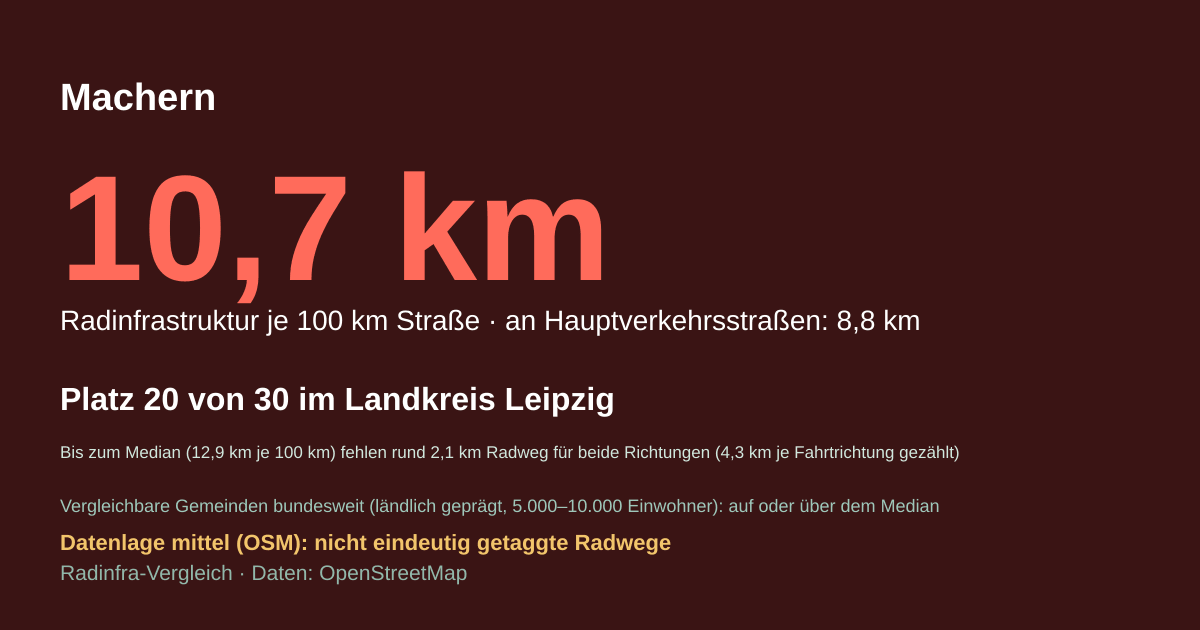 Machern
10,7 km
Radinfrastruktur je 100 km Straße · an Hauptverkehrsstraßen: 8,8 km
Platz 20 von 30 im Landkreis Leipzig
Bis zum Median (12,9 km je 100 km) fehlen rund 2,1 km Radweg für beide Richtungen (4,3 km je Fahrtrichtung gezählt)
Vergleichbare Gemeinden bundesweit (ländlich geprägt, 5.000–10.000 Einwohner): auf oder über dem Median
Datenlage mittel (OSM): nicht eindeutig getaggte Radwege
Radinfra-Vergleich · Daten: OpenStreetMap